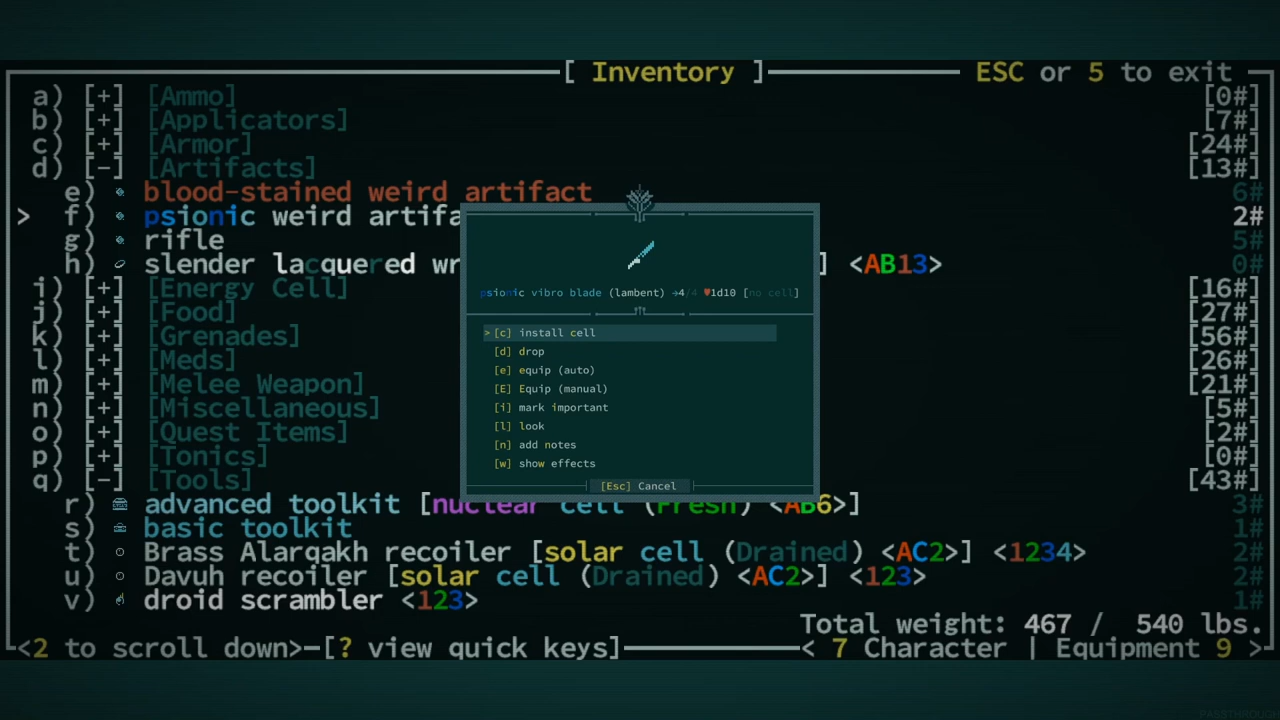 [ Inventory ] ESC or 5 to exit
a) [+] [Ammo] [0#]
b) [+] [Applicators] [7#]
c) [+] [Armor] [24#]
d) [-] [Artifacts] [13#]
e) blood-stained weird artifact 6#
> f) psionic weird artifa 2#
g) rifle 5#
h) slender lacquered wr ] <AB13> 0#
i) [+] [Energy Cell] [16#]
j) [+] [Food] [27#]
k) [+] [Grenades] [56#]
l) [+] [Meds] [26#]
m) [+] [Melee Weapon] [21#]
n) [+] [Miscellaneous] [5#]
o) [+] [Quest Items] [2#]
p) [+] [Tonics] [0#]
q) [-] [Tools] [43#]
r) advanced toolkit [nuclear cell (Fresh) <AB6>] 3#
s) basic toolkit 1#
t) Brass Alarqakh recoiler [solar cell (Drained) <AC2>] <1234> 2#
u) Davuh recoiler [solar cell (Drained) <AC2>] <123> 2#
v) droid scrambler <123> 1#
Total weight: 467 / 540 lbs.
<2 to scroll down> [? view quick keys] < 7 Character | Equipment 9 >
psionic vibro blade (lambent) →4/4 ♥1d10 [no cell]
> [c] install cell
[d] drop
[e] equip (auto)
[E] Equip (manual)
[i] mark important
[l] look
[n] add notes
[w] show effects
[Esc] Cancel